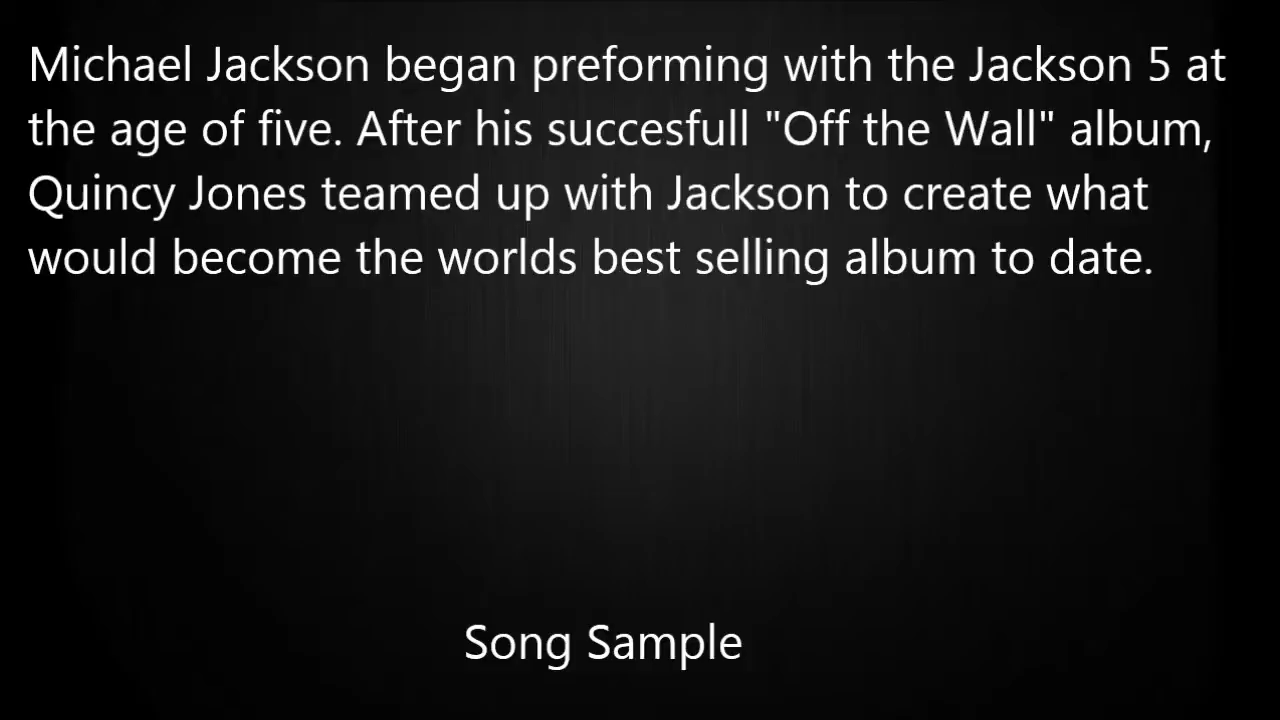 Michael Jackson began preforming with the Jackson 5 at
the age of five. After his succesfull "Off the Wall" album,
Quincy Jones teamed up with Jackson to create what
would become the worlds best selling album to date.
Song Sample